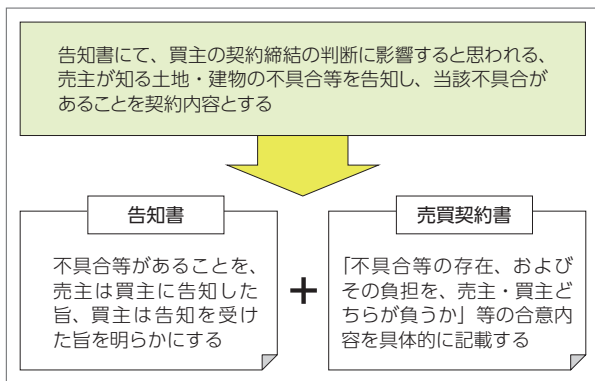 告知書にて、買主の契約締結の判断に影響すると思われる、
売主が知る土地・建物の不具合等を告知し、当該不具合が
あることを契約内容とする
告知書
不具合等があることを、
売主は買主に告知した
旨、買主は告知を受け
た旨を明らかにする
+
売買契約書
「不具合等の存在、および
その負担を、売主・買主ど
ちらが負うか」等の合意内
容を具体的に記載する